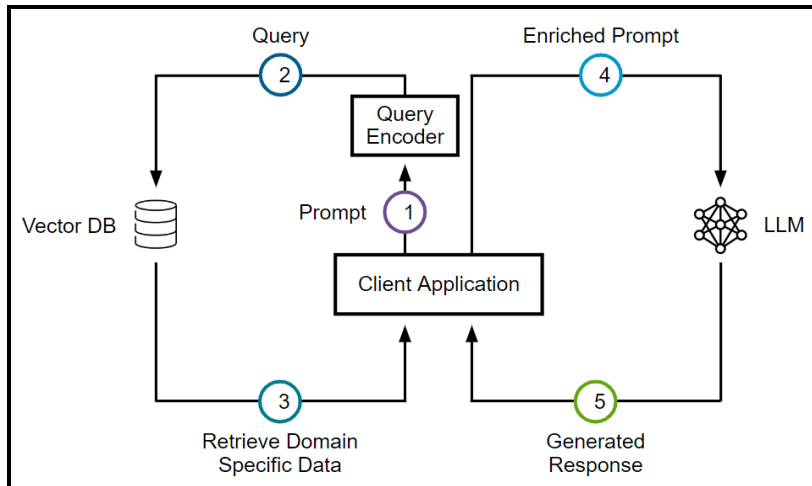 Query
Enriched Prompt
2
4
Query
Encoder
Prompt
1
Vector DB
LLM
Client Application
3
5
Retrieve Domain
Specific Data
Generated
Response